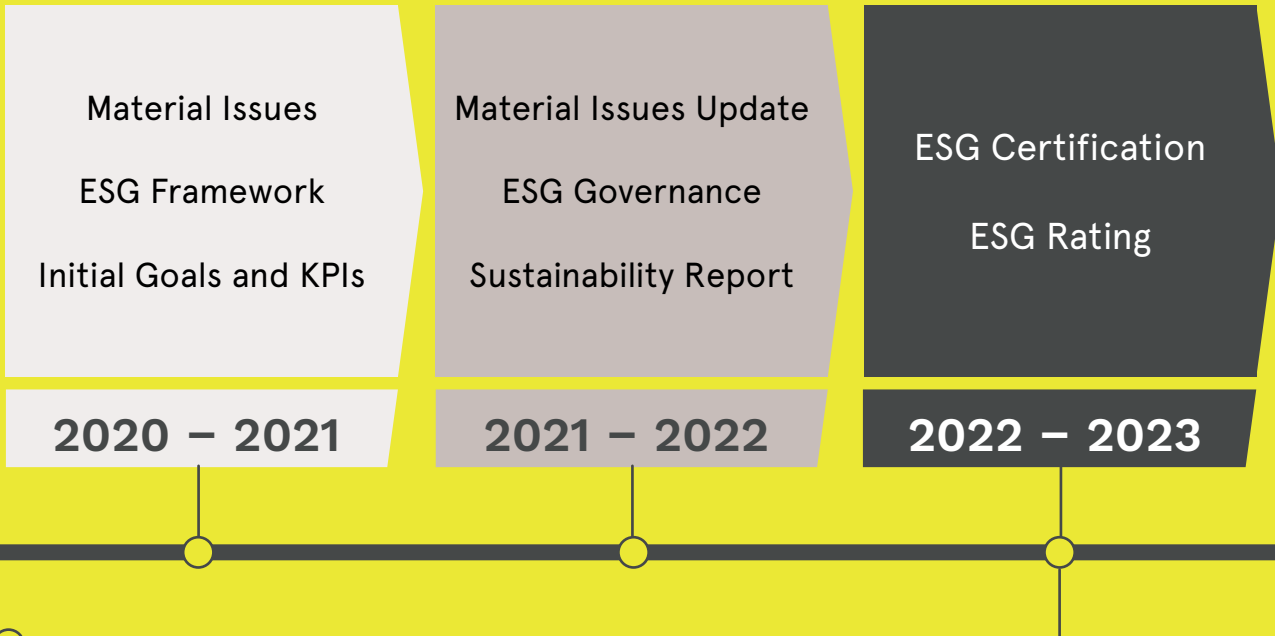 Material Issues
ESG Framework
Initial Goals and KPIs
2020 – 2021
Material Issues Update
ESG Governance
Sustainability Report
2021 – 2022
ESG Certification
ESG Rating
2022 – 2023